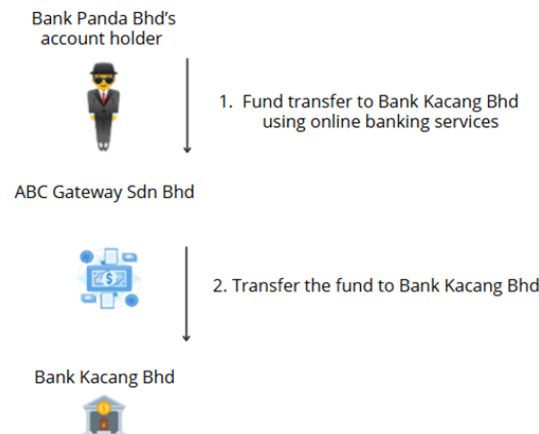 Bank Panda Bhd's
account holder
1. Fund transfer to Bank Kacang Bhd
using online banking services
ABC Gateway Sdn Bhd
2. Transfer the fund to Bank Kacang Bhd
Bank Kacang Bhd